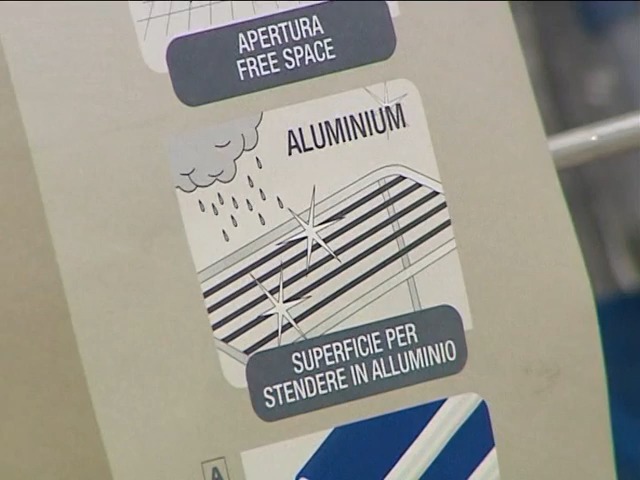 APERTURA
FREE SPACE
ALUMINIUM
SUPERFICIE PER
STENDERE IN ALLUMINIO
A